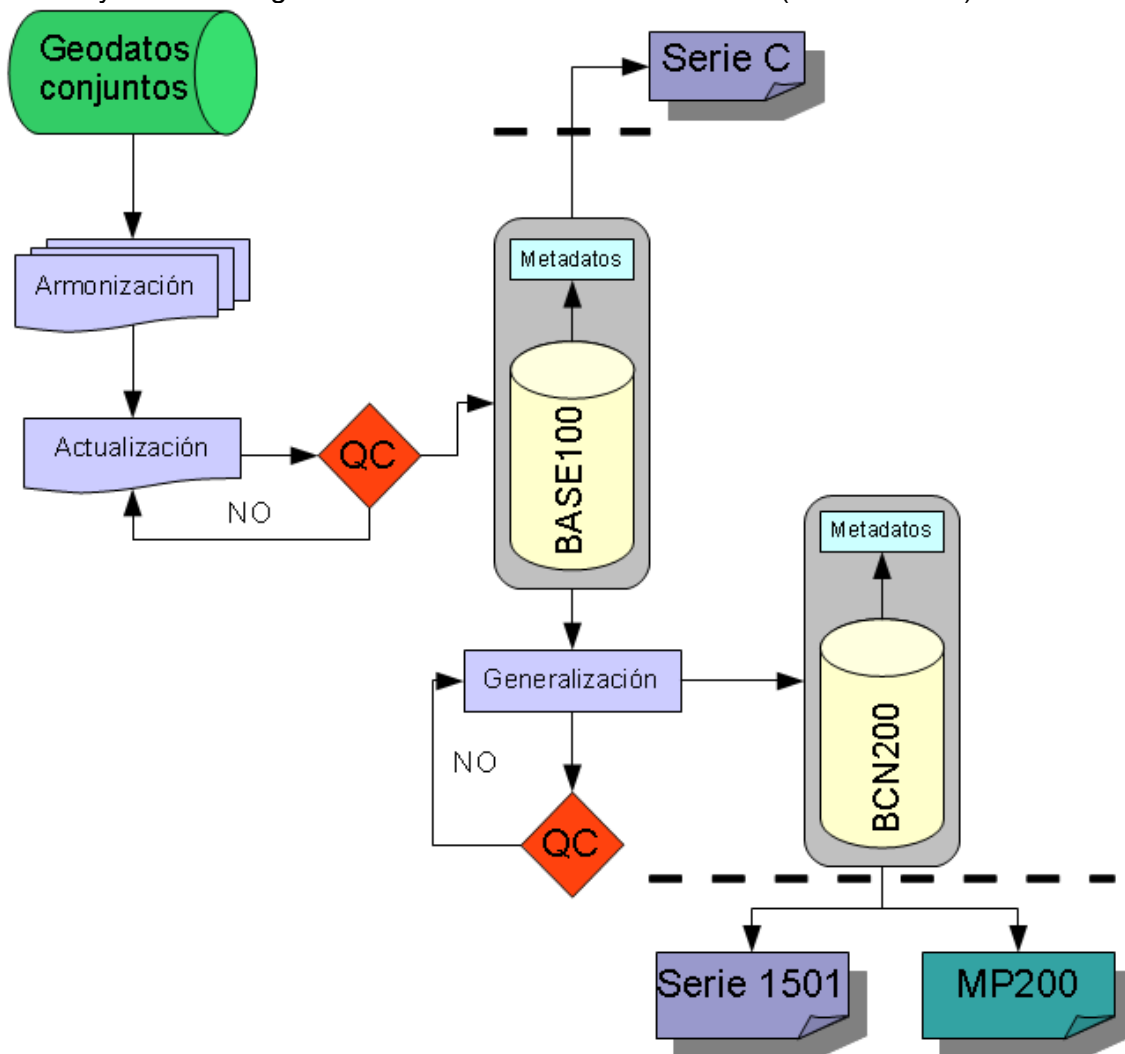 Geodatos
conjuntos
Serie C
Metadatos
Armonización
BASE100
Actualización
QC
NO
Metadatos
Generalización
BCN200
NO
QC
Serie 1501
MP200